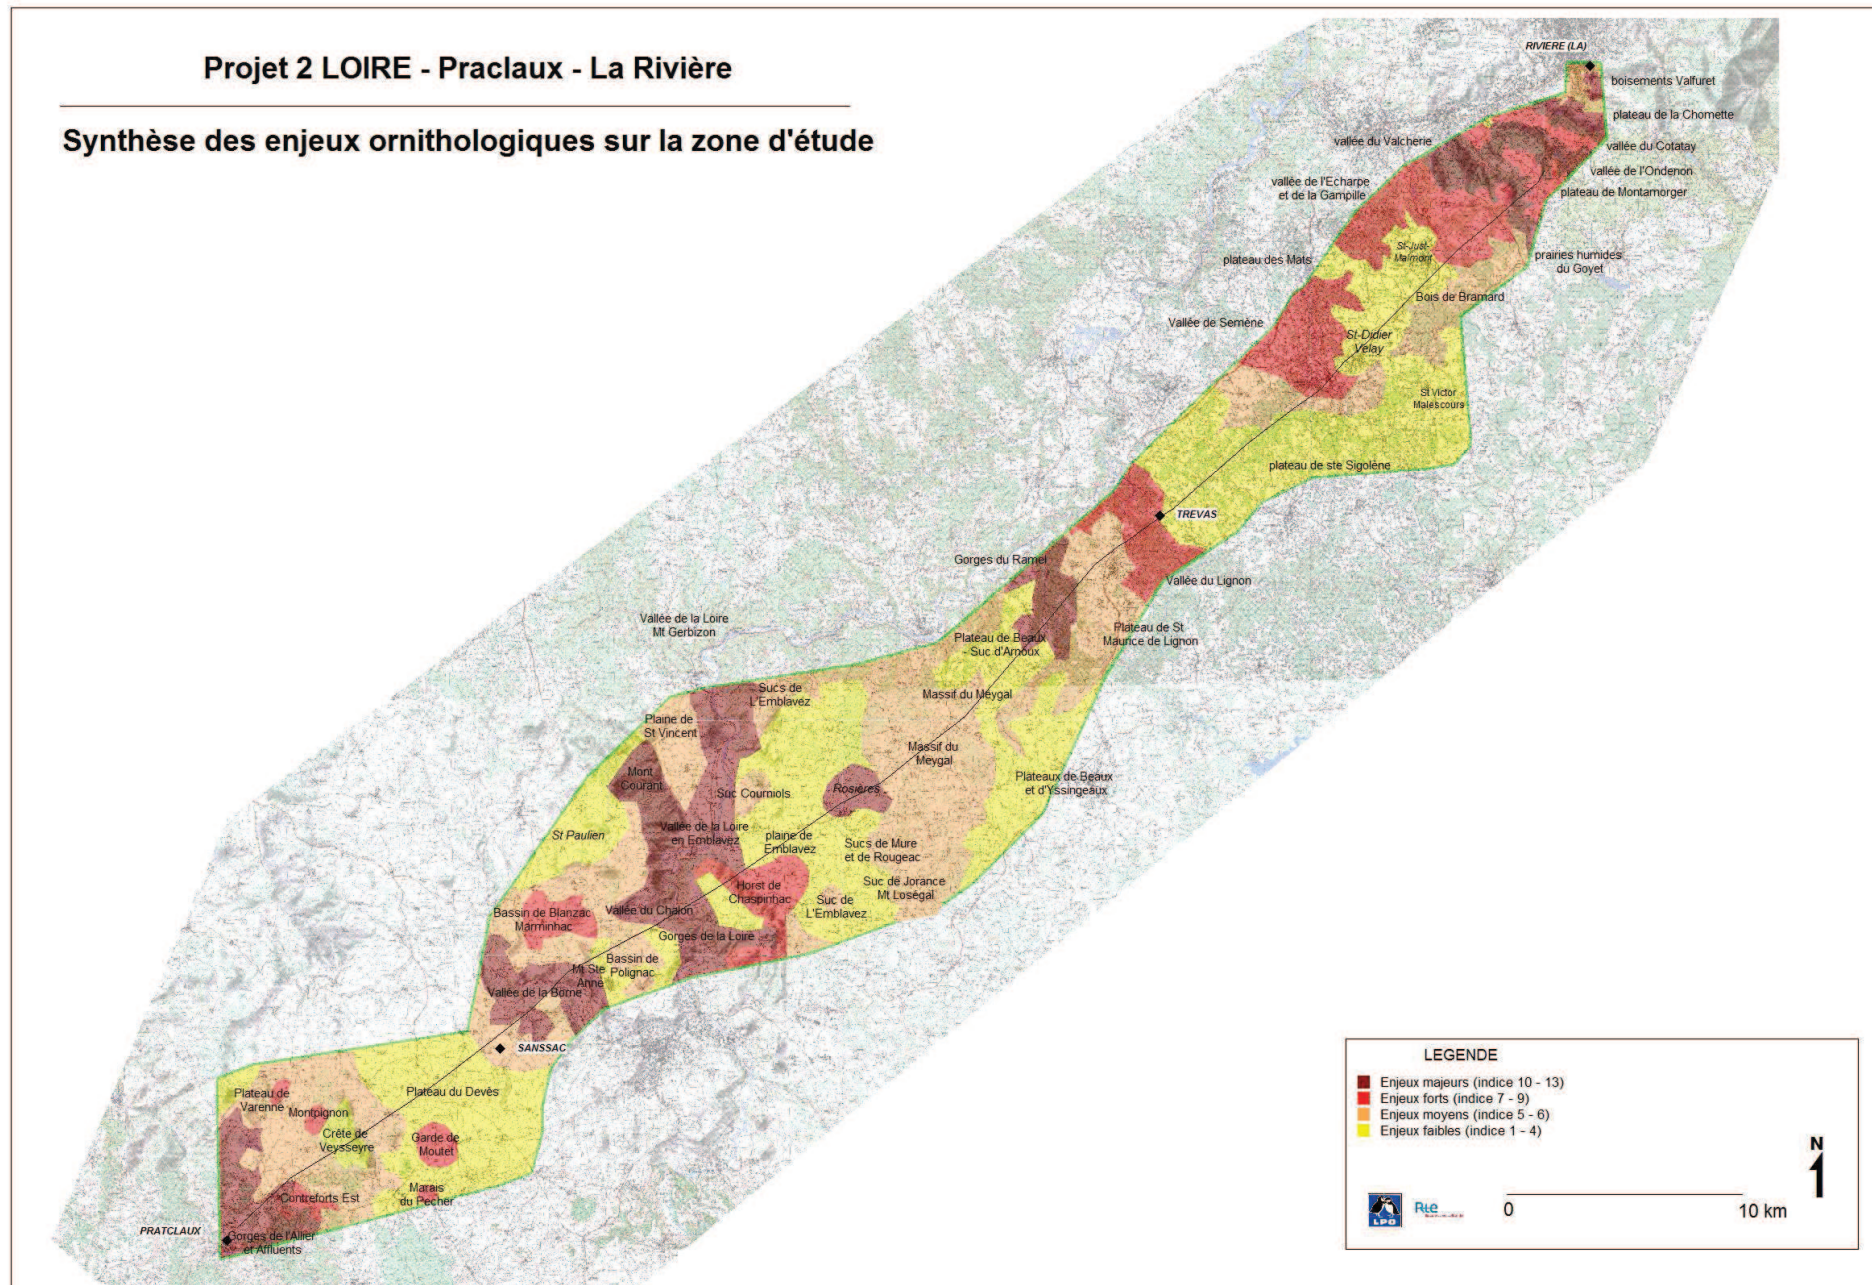 Projet 2 LOIRE - Praclaux - La Rivière
Synthèse des enjeux ornithologiques sur la zone d'étude
RIVIERE (LA)
boisements Valfuret
plateau de la Chomette
vallée du Valcherie
vallée du Cotatay
vallée de l'Ondenon
vallée de l'Echarpe
et de la Gampille
plateau de Montamorger
St-Just-
Malmont
plateau des Mats
prairies humides
du Goyet
Bois de Bramard
Vallée de Semène
St-Didier
Velay
St Victor
Malescours
plateau de ste Sigolène
TREVAS
Gorges du Ramel
Vallée du Lignon
Vallée de la Loire
Mt Gerbizon
Plateau de Beaux
- Suc d'Amoux
Plateau de St
Maurice de Lignon
Sucs de
L'Emblavez
Massif du Meygal
Plaine de
St Vincent
Massif du
Meygal
Mont
Courant
Suc Courniols
Rosières
Plateaux de Beaux
et d'Yssingeaux
St Paulien
Vallée de la Loire
en Emblavez
plaine de
Emblavez
Sucs de Mure
et de Rougeac
Horst de
Chaspinhac
Suc de Jorance
Mt Loségal
Suc de
L'Emblavez
Bassin de Blanzac
Marminhac
Vallée du Chalon
Gorges de la Loire
Bassin de
Polignac
Mt Ste
Anne
Vallée de la Borne
SANSSAC
Plateau de
Varenne
Plateau du Devès
Montpignon
Crête de
Veysseyre
Garde de
Moutet
Contreforts Est
Marais
du Pecher
PRATCLAUX
Gorges de l'Allier
et Affluents
LEGENDE
Enjeux majeurs (indice 10 - 13)
Enjeux forts (indice 7 - 9)
Enjeux moyens (indice 5 - 6)
Enjeux faibles (indice 1 - 4)
N
LPO
Rte
0
10 km